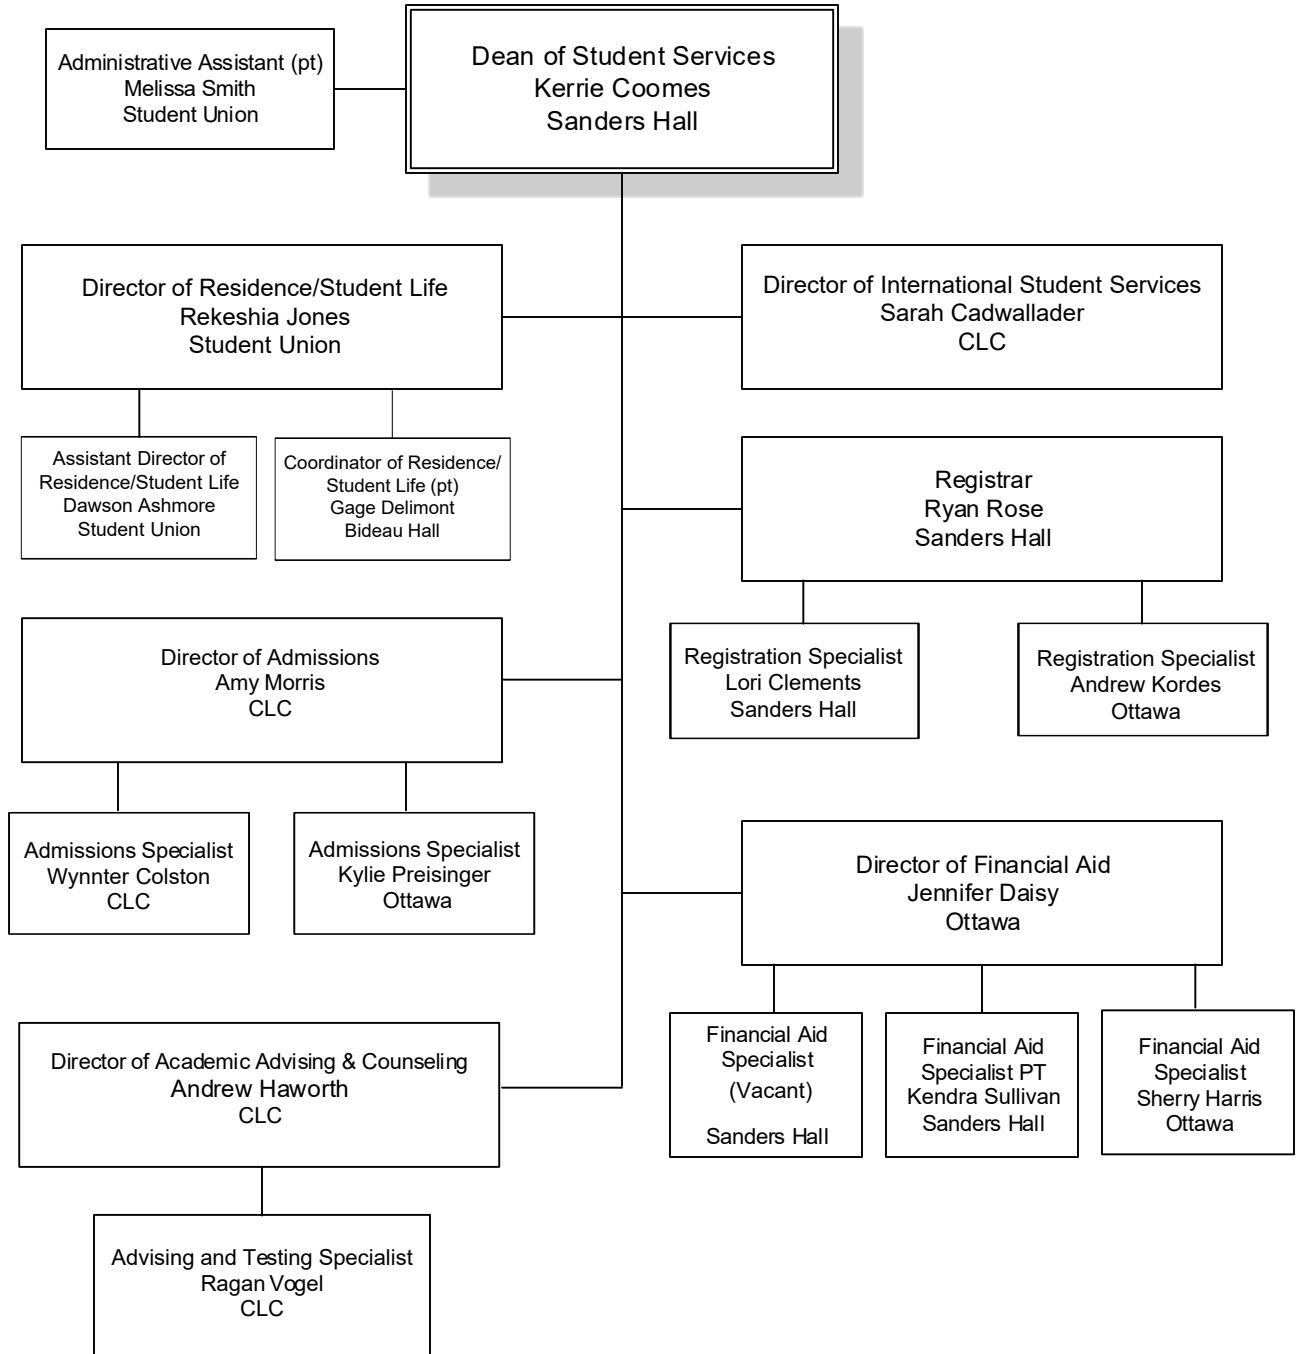 Administrative Assistant (pt)
Melissa Smith
Student Union
Dean of Student Services
Kerrie Coomes
Sanders Hall
Director of Residence/Student Life
Rekeshia Jones
Student Union
Director of International Student Services
Sarah Cadwallader
CLC
Assistant Director of
Residence/Student Life
Dawson Ashmore
Student Union
Coordinator of Residence/
Student Life (pt)
Gage Delimont
Bideau Hall
Registrar
Ryan Rose
Sanders Hall
Registration Specialist
Lori Clements
Sanders Hall
Registration Specialist
Andrew Kordes
Ottawa
Director of Admissions
Amy Morris
CLC
Admissions Specialist
Wynnter Colston
CLC
Admissions Specialist
Kylie Preisinger
Ottawa
Director of Financial Aid
Jennifer Daisy
Ottawa
Financial Aid
Specialist
(Vacant)
Sanders Hall
Financial Aid
Specialist PT
Kendra Sullivan
Sanders Hall
Financial Aid
Specialist
Sherry Harris
Ottawa
Director of Academic Advising & Counseling
Andrew Haworth
CLC
Advising and Testing Specialist
Ragan Vogel
CLC